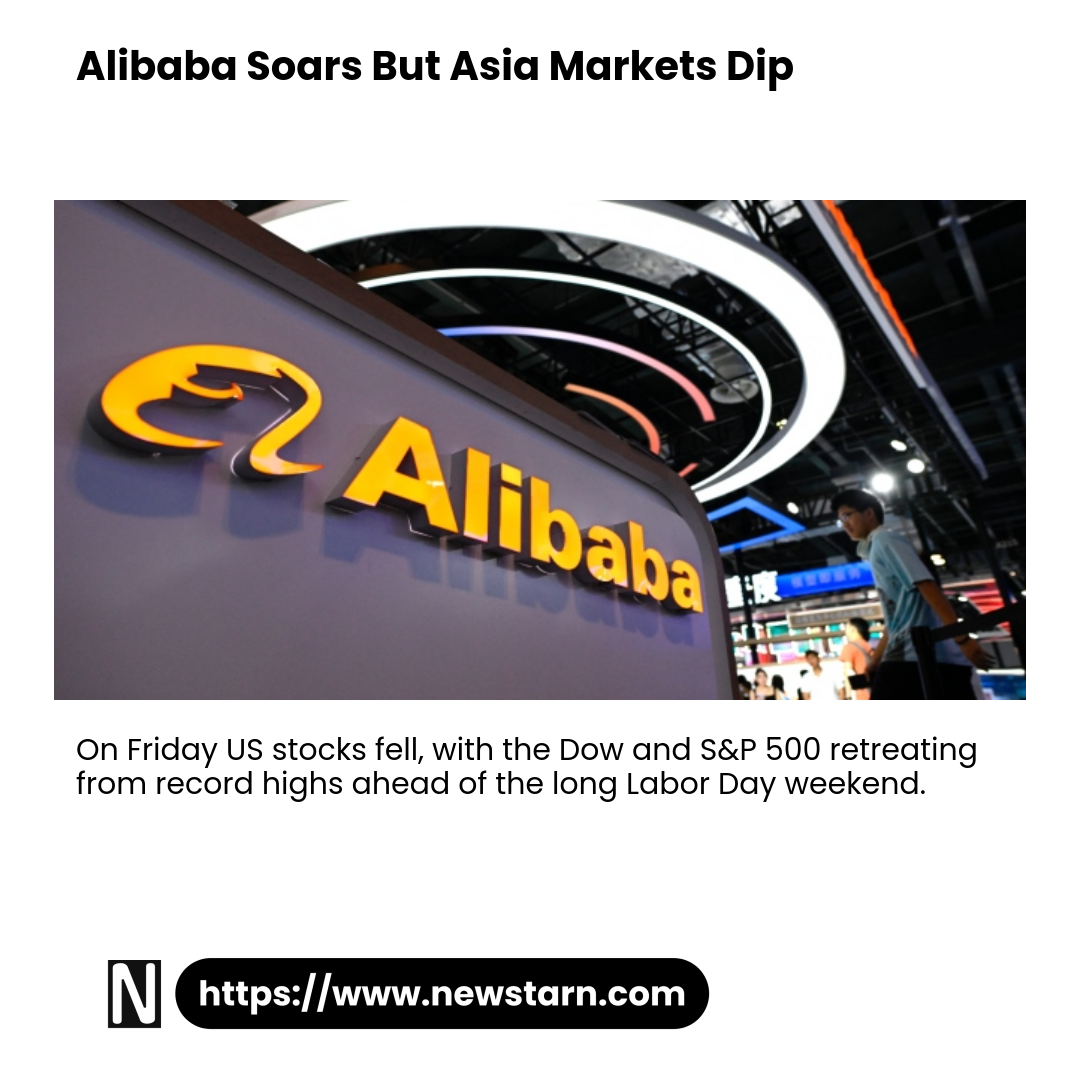 Alibaba Soars But Asia Markets Dip
Alibaba
度
On Friday US stocks fell, with the Dow and S&P 500 retreating
from record highs ahead of the long Labor Day weekend.
N
https://www.newstarn.com